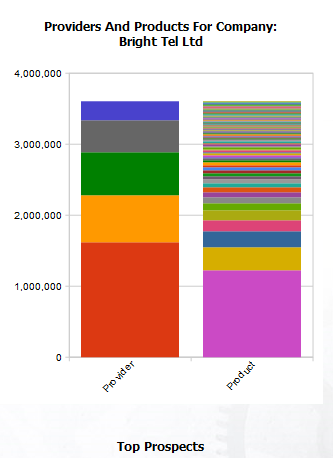 Providers And Products For Company:
Bright Tel Ltd
4,000,000
3,000,000
2,000,000
1,000,000
0
Provider
Product
Top Prospects